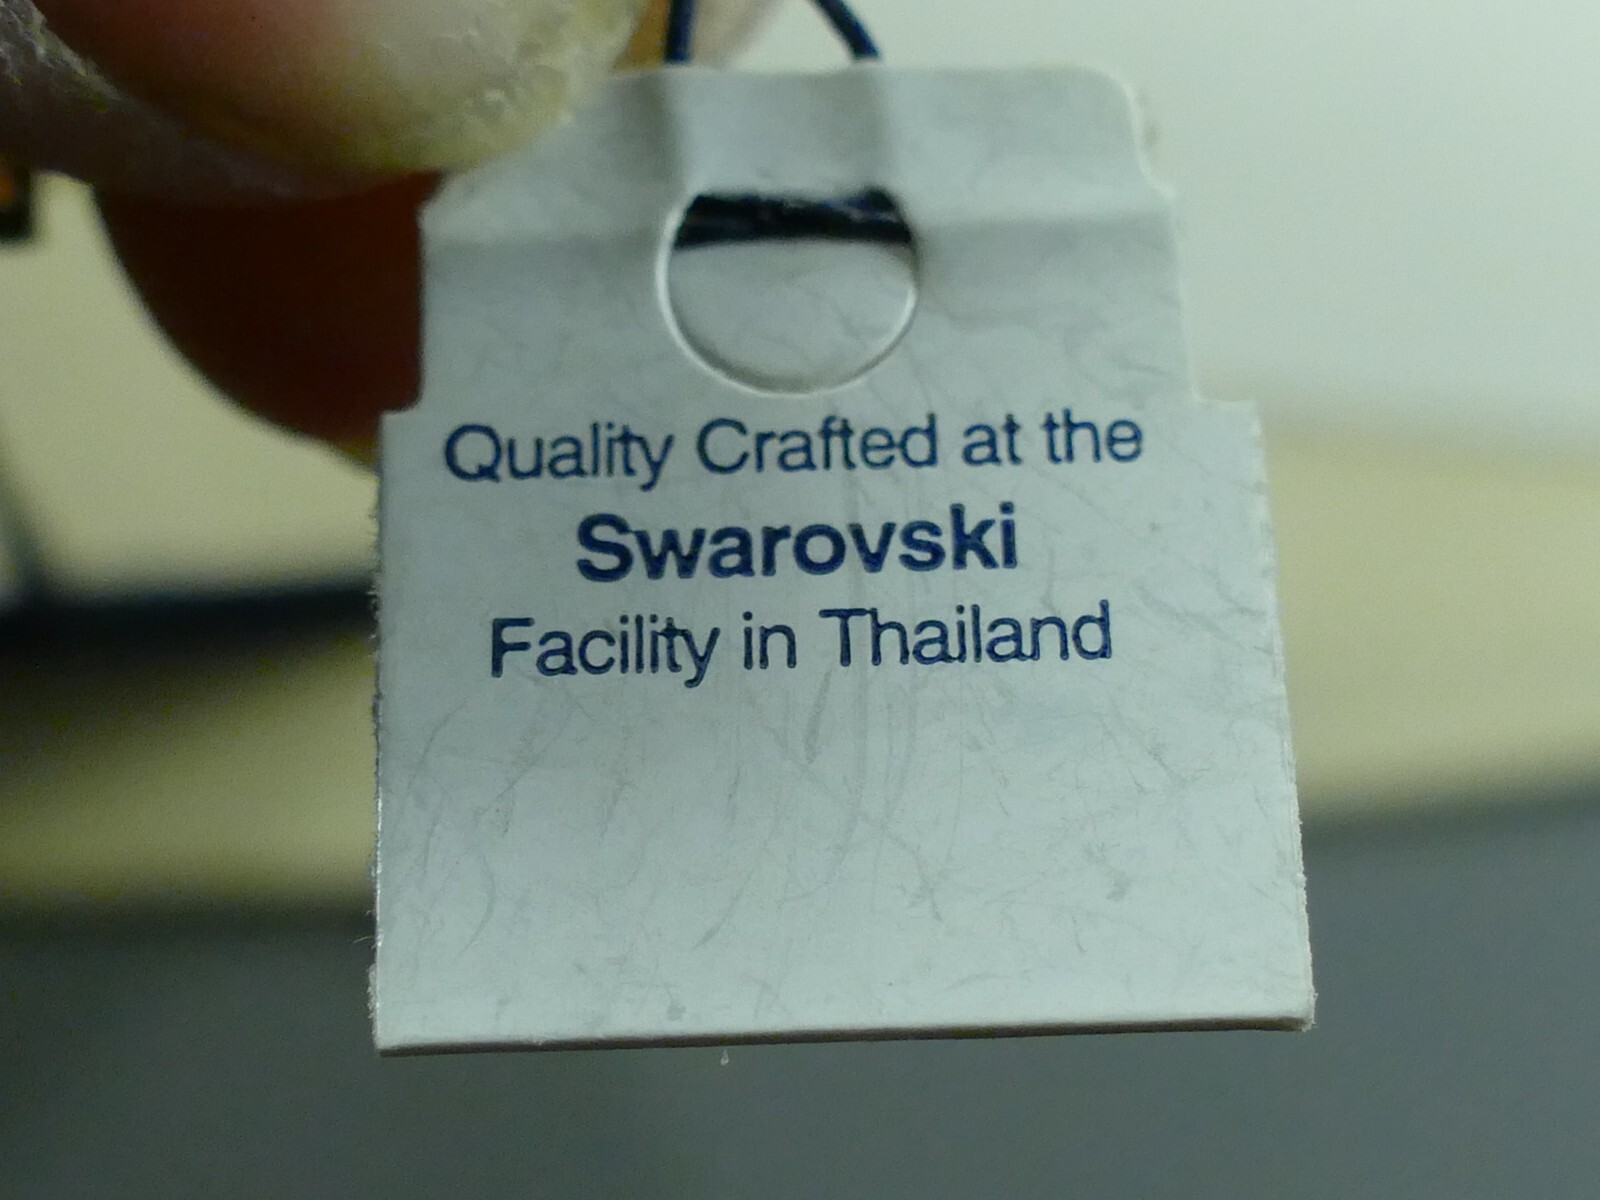 Quality Crafted at the
Swarovski
Facility in Thailand